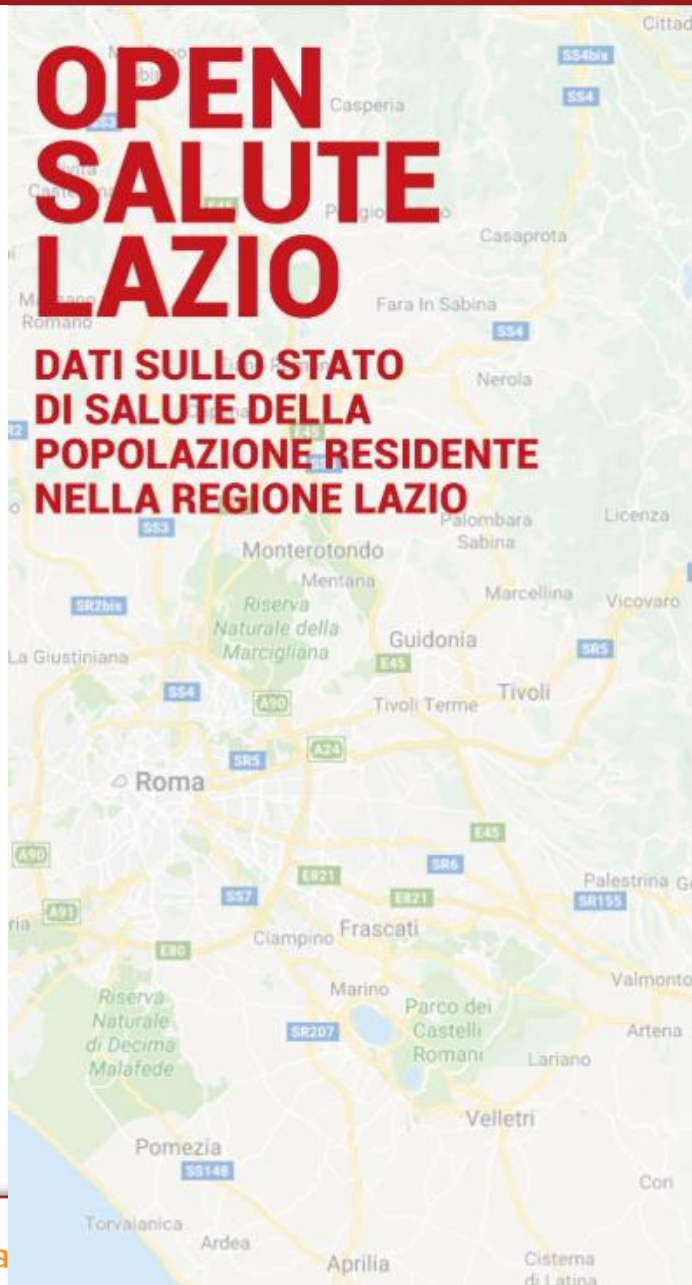 OPEN
SALUTE
LAZIO
DATI SULLO STATO
DI SALUTE DELLA
POPOLAZIONE RESIDENTE
NELLA REGIONE LAZIO
SS4bis
Casperia
SS4
Casaprota
Fara In Sabina
Romano
SS4
Nerola
E45
SS3
Palombara
Sabina
Licenza
Monterotondo
Mentana
Marcellina
Vicovaro
SR2bis
Riserva
Naturale della
Marcigliana
Guidonia
SR5
La Giustiniana
E45
SS4
A90
Tivoli Terme
Tivoli
SR5
A24
Roma
E45
A90
E821
SR6
SS7
E821
Palestrina
SR155
A91
Ciampino
Frascati
E80
Marino
Riserva
Naturale
di Decima
Malafede
SR207
Parco dei
Castelli
Romani
Artena
Lariano
Velletri
Pomezia
SS148
Cori
Torvaianica
Ardea
Aprilia
Cisterna
di Latina